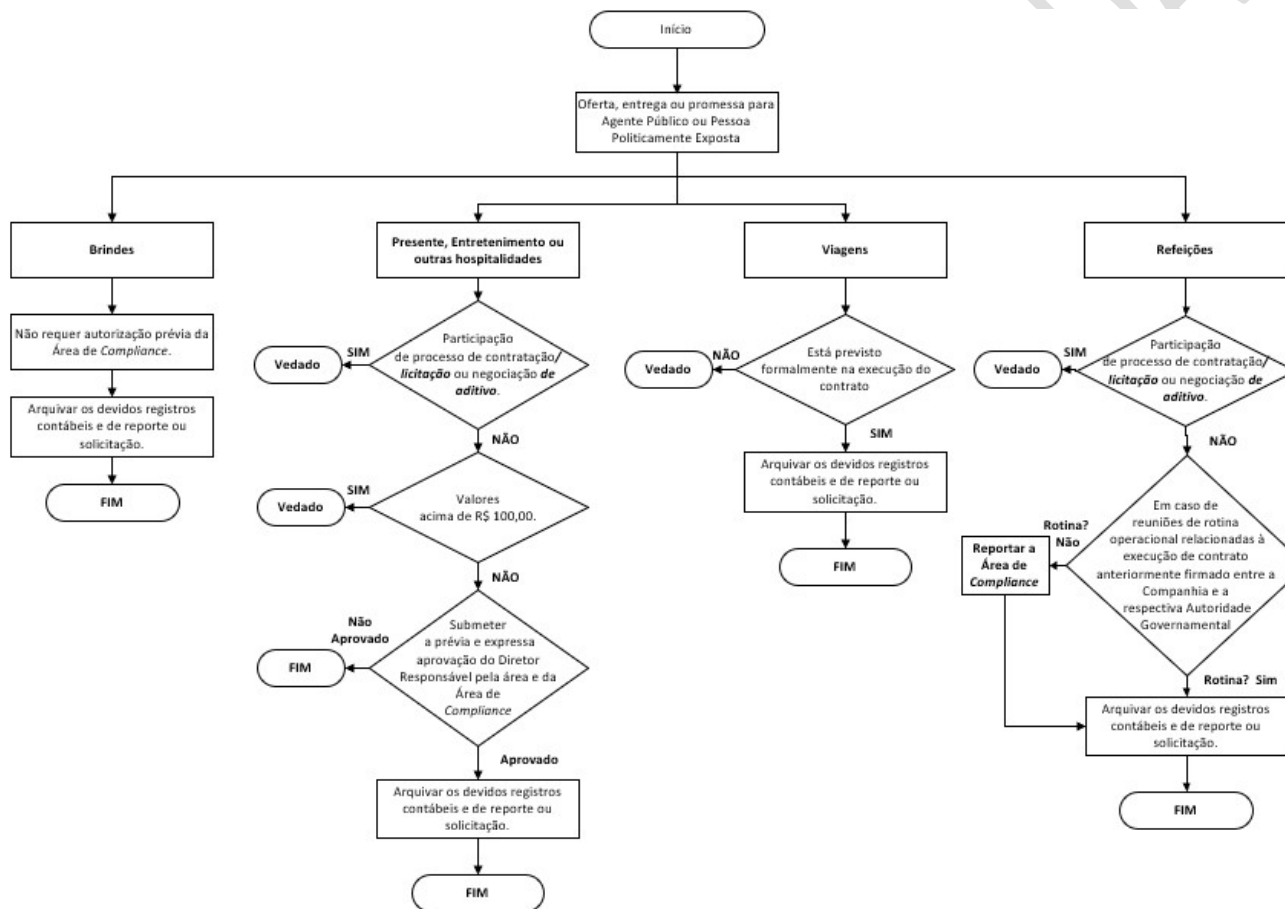 Início
Oferta, entrega ou promessa para
Agente Público ou Pessoa
Politicamente Exposta
Brindes
Não requer autorização prévia da
Área de Compliance.
Arquivar os devidos registros
contábeis e de reporte ou
solicitação.
FIM
Presente, Entretenimento ou
outras hospitalidades
Participação
de processo de contratação/
licitação ou negociação de
aditivo.
SIM
Vedado
NÃO
Valores
acima de R$ 100,00.
SIM
Vedado
NÃO
Submeter
a prévia e expressa
aprovação do Diretor
Responsável pela área e da
Área de
Compliance
Não
Aprovado
FIM
Aprovado
Arquivar os devidos registros
contábeis e de reporte ou
solicitação.
FIM
Viagens
Está previsto
formalmente na execução do
contrato
NÃO
Vedado
SIM
Arquivar os devidos registros
contábeis e de reporte ou
solicitação.
FIM
Refeições
Participação
de processo de contratação/
licitação ou negociação de
aditivo.
SIM
Vedado
NÃO
Em caso de
reuniões de rotina
operacional relacionadas à
execução de contrato
anteriormente firmado entre a
Companhia e a
respectiva Autoridade
Governamental
Rotina?
Não
Reportar a
Área de
Compliance
Rotina? Sim
Arquivar os devidos registros
contábeis e de reporte ou
solicitação.
FIM